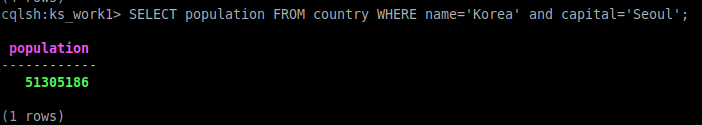 cqlsh:ks_work1> SELECT population FROM country WHERE name='Korea' and capital='Seoul';
population
------------
51305186
(1 rows)